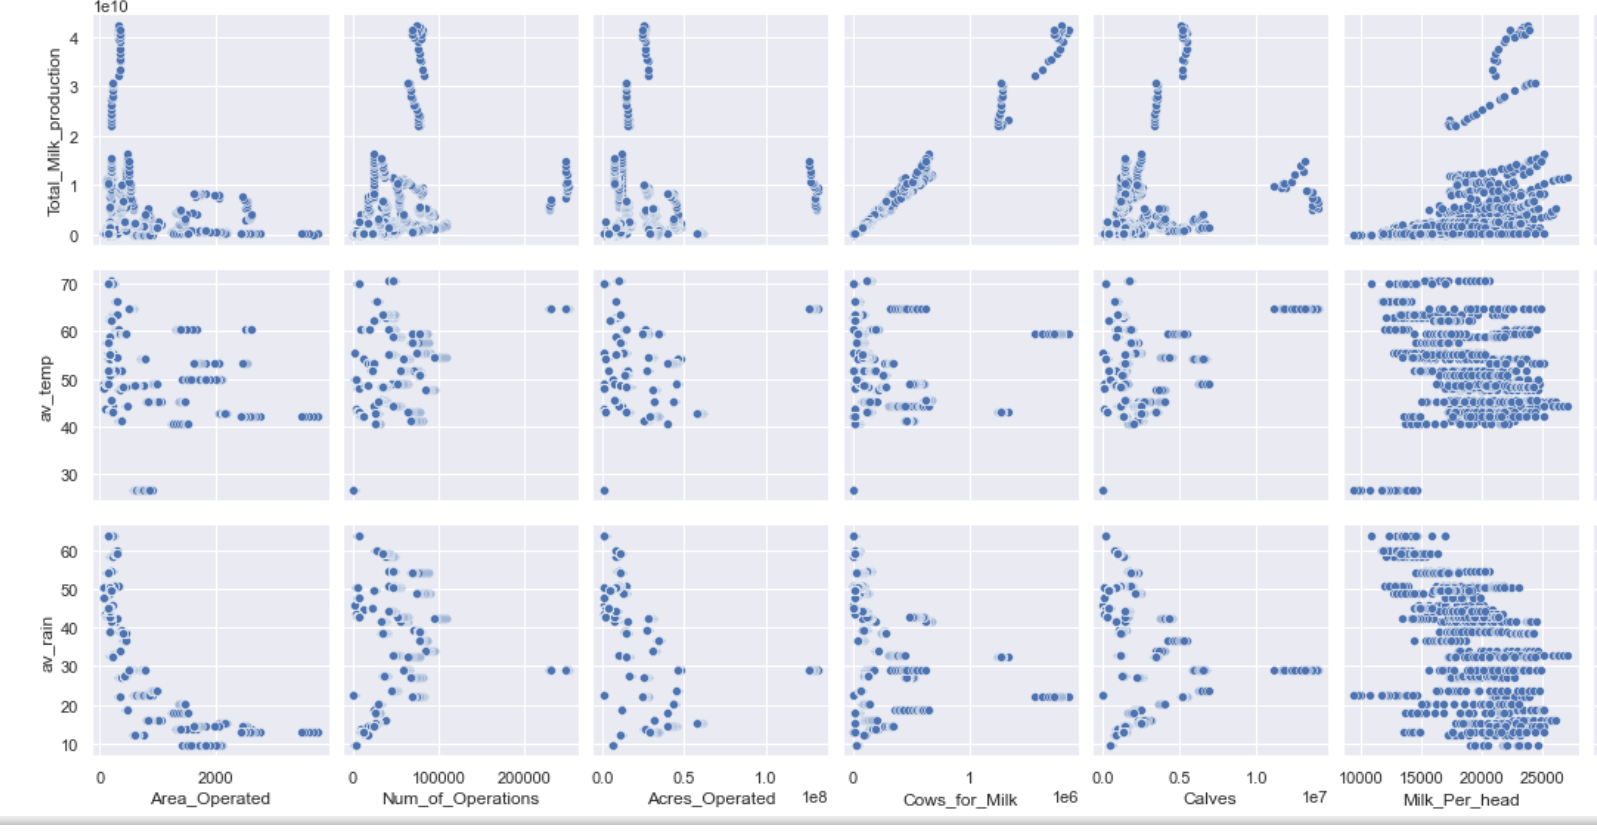 1e10
Total_Milk_production
4
3
2
1
0
av_temp
70
60
50
40
30
av_rain
60
50
40
30
20
10
0 2000
0 100000 200000
0.0 0.5 1.0
0 1
0.0 0.5 1.0
10000 15000 20000 25000
Area_Operated
Num_of_Operations
Acres_Operated 1e8
Cows_for_Milk 1e6
Calves 1e7
Milk_Per_head